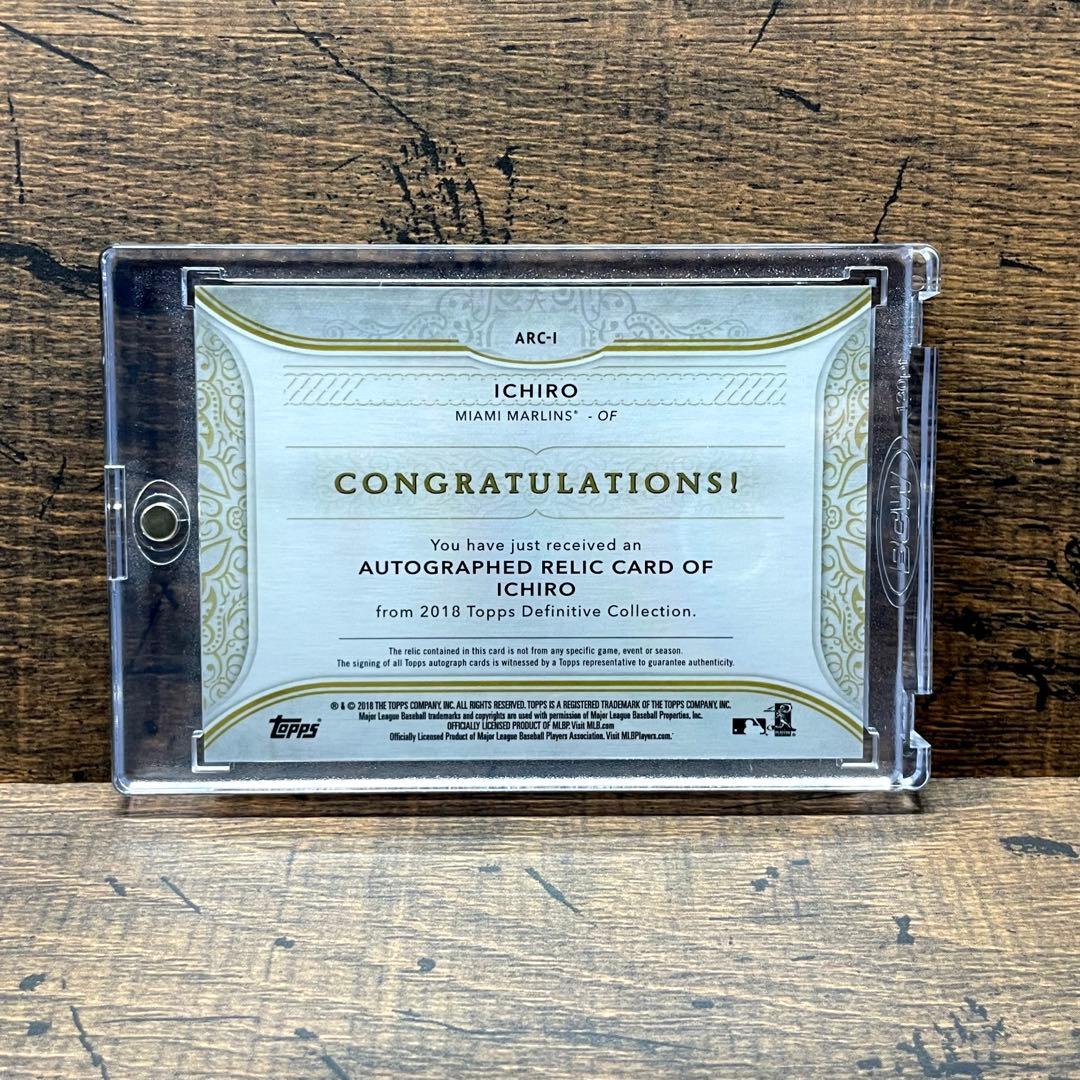 ARC-I
ICHIRO
MIAMI MARLINS® - OF
CONGRATULATIONS!
You have just received an
AUTOGRAPHED RELIC CARD OF
ICHIRO
from 2018 Topps Definitive Collection.
The relic contained in this card is not from any specific game, event or season.
The signing of all Topps autograph cards is witnessed by a Topps representative to guarantee authenticity.
® & © 2018 THE TOPPS COMPANY, INC. ALL RIGHTS RESERVED. TOPPS IS A REGISTERED TRADEMARK OF THE TOPPS COMPANY, INC.
Major League Baseball trademarks and copyrights are used with permission of Major League Baseball Properties, Inc.
OFFICIALLY LICENSED PRODUCT OF MLBP. Visit MLB.com
Officially Licensed Product of Major League Baseball Players Association. Visit MLBPlayers.com.
Topps®
130pt
BCW